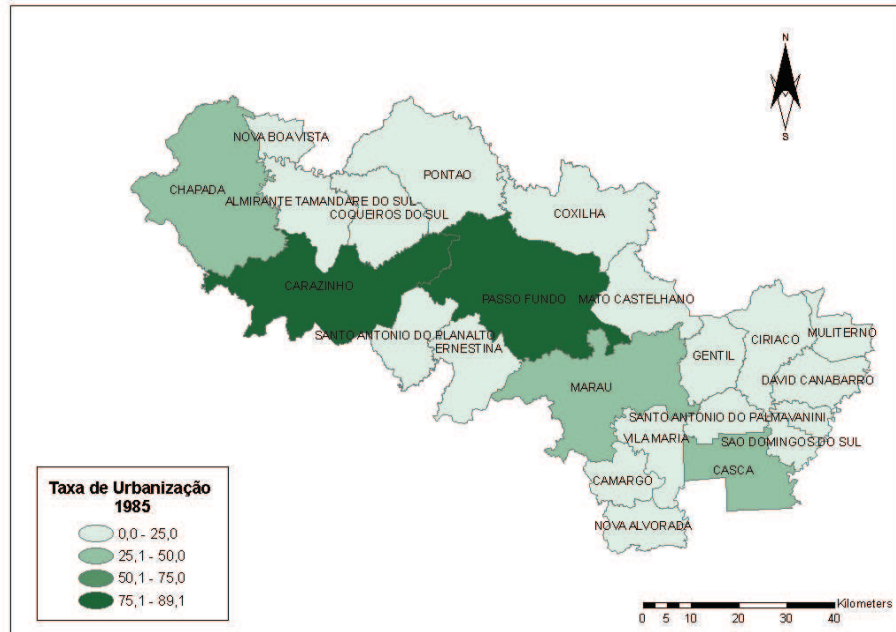 N
S
NOVA BOA VISTA
CHAPADA
PONTAO
ALMIRANTE TAMANDARE DO SUL
COQUEIROS DO SUL
COXILHA
CARAZINHO
PASSO FUNDO
MATO CASTELHANO
SANTO ANTONIO DO PLANALTO
ERNESTINA
GENTIL
CIRIACO
MULITERNO
MARAU
DAVID CANABARRO
SANTO ANTONIO DO PALMA
VANINI
VILA MARIA
SAO DOMINGOS DO SUL
CASCA
CAMARGO
NOVA ALVORADA
Taxa de Urbanização
1985
0,0 - 25,0
25,1 - 50,0
50,1 - 75,0
75,1 - 89,1
Kilometers
0 5 10 20 30 40